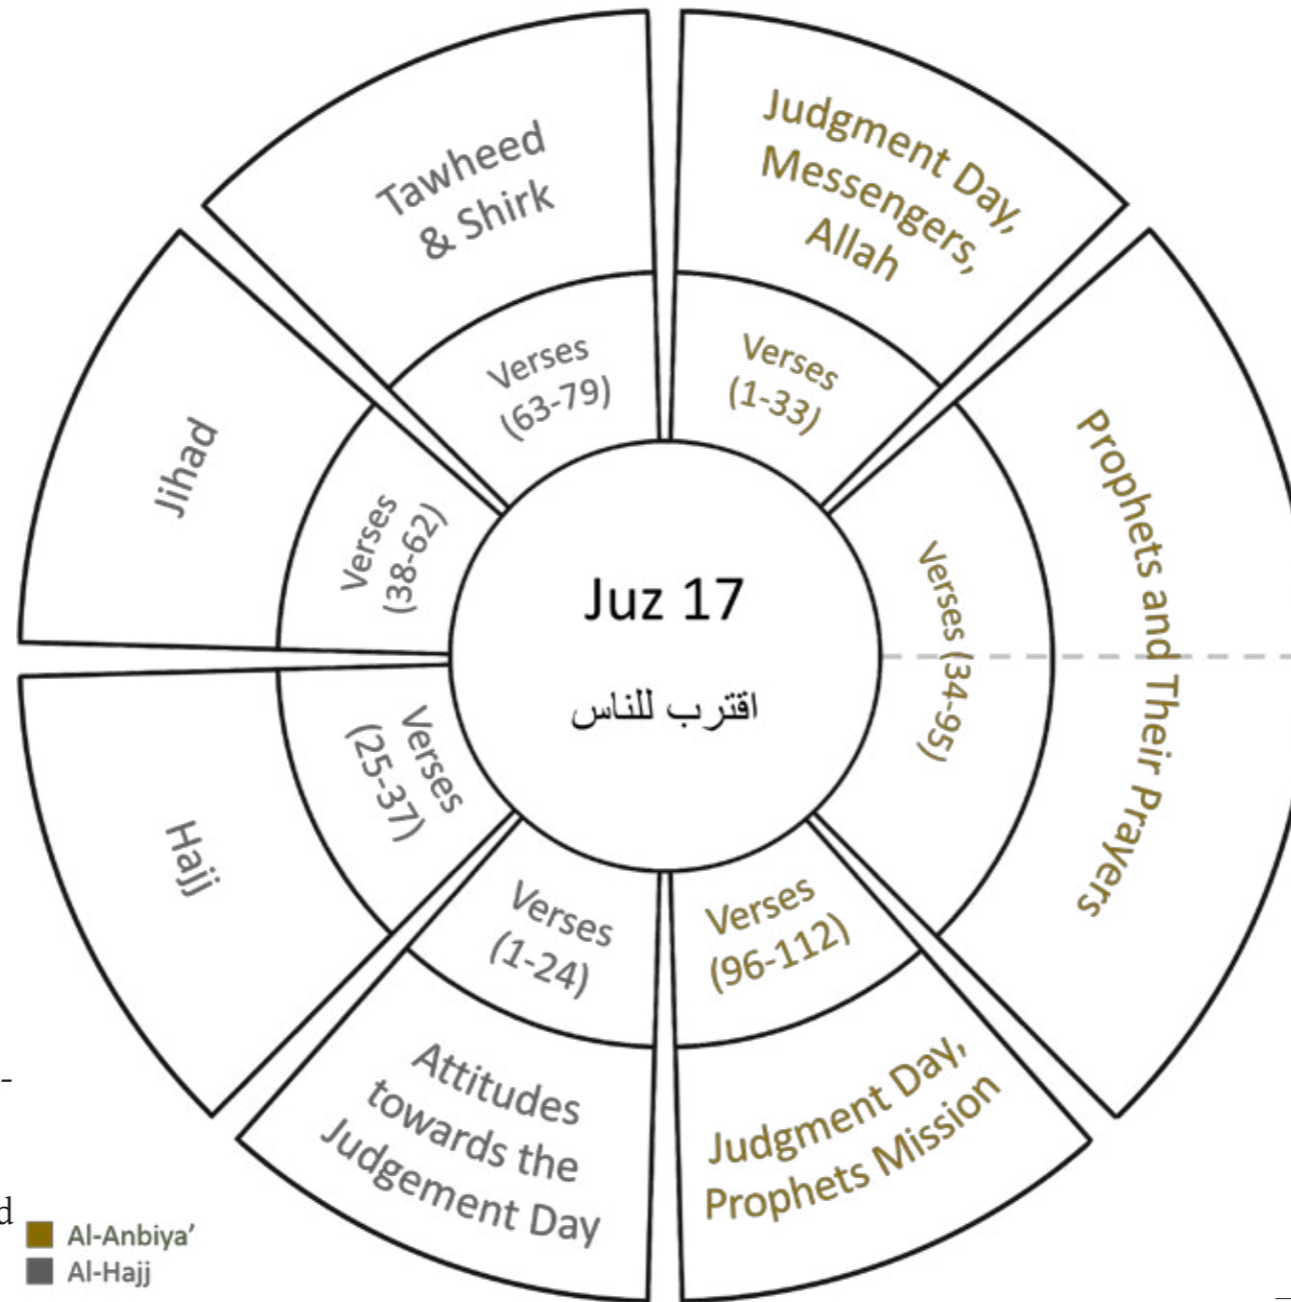 Juz 17
اقترب للناس
Judgment Day,
Messengers,
Allah
Verses
(1-33)
Prophets and Their Prayers
Verses (34-95)
Judgment Day,
Prophets Mission
Verses
(96-112)
Attitudes
towards the
Judgement Day
Verses
(1-24)
Hajj
Verses
(25-37)
Jihad
Verses
(38-62)
Tawheed
& Shirk
Verses
(63-79)
-
d
Al-Anbiya’
Al-Hajj